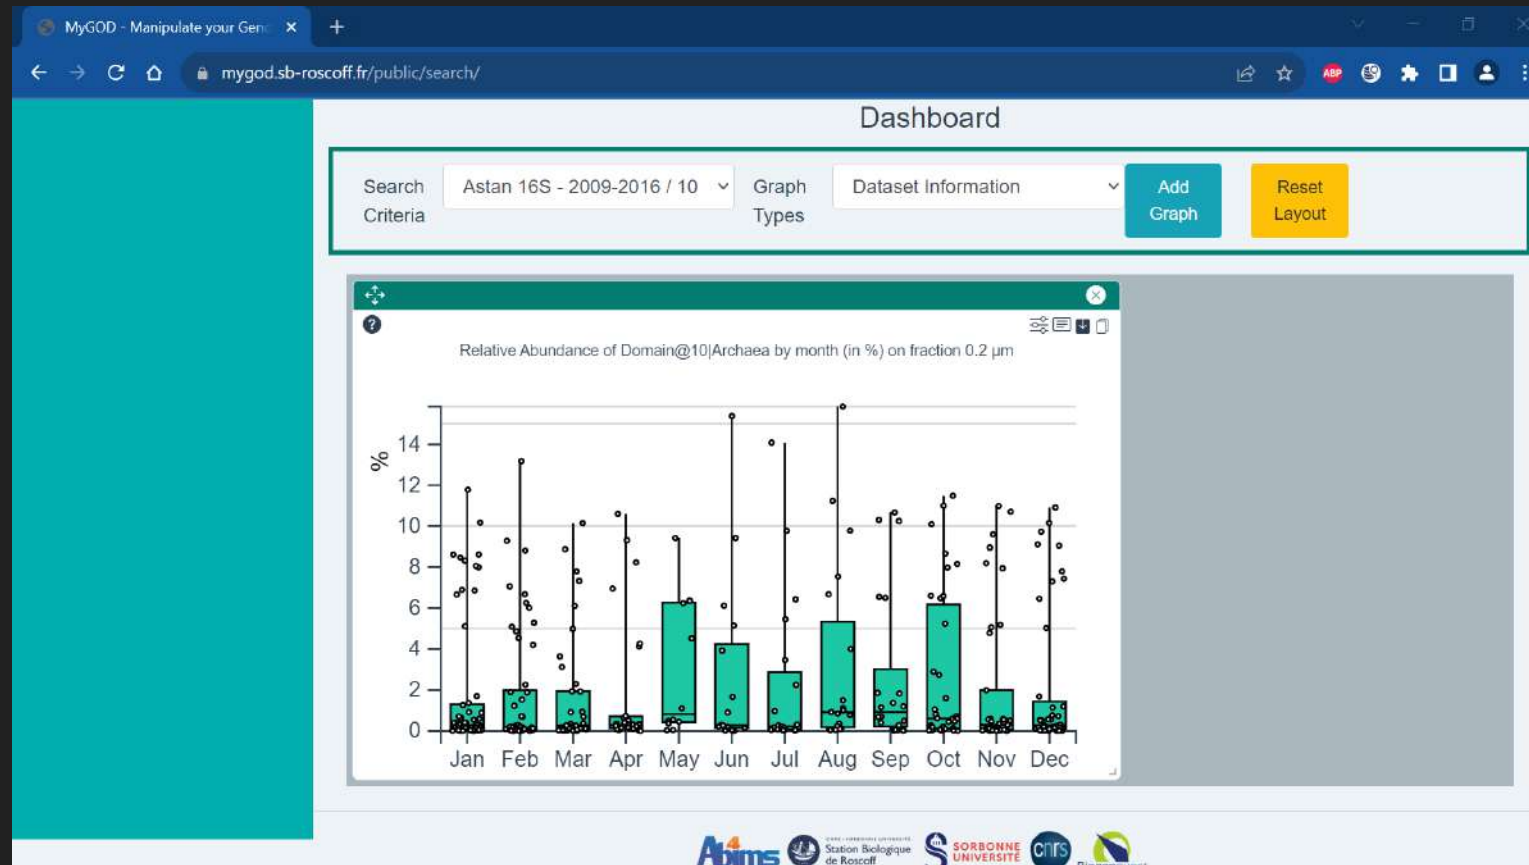 MyGOD - Manipulate your Gen
mygod.sb-roscoff.fr/public/search/
ABP
Dashboard
Search Criteria
Astan 16S - 2009-2016 / 10
Graph Types
Dataset Information
Add Graph
Reset Layout
?
Relative Abundance of Domain@10|Archaea by month (in %) on fraction 0.2 µm
%
14
12
10
8
6
4
2
0
Jan Feb Mar Apr May Jun Jul Aug Sep Oct Nov Dec
Station Biologique
de Roscoff
SORBONNE
UNIVERSITÉ
cnrs